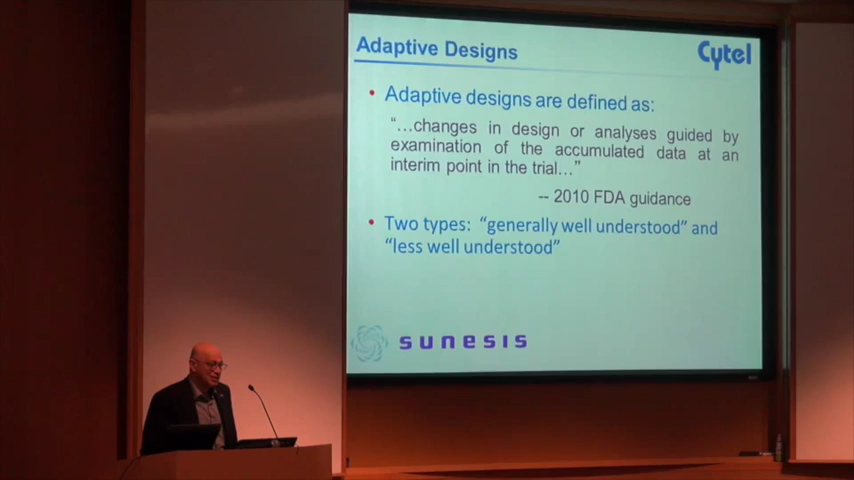 Adaptive Designs
Cytel
• Adaptive designs are defined as:
“…changes in design or analyses guided by
examination of the accumulated data at an
interim point in the trial…”
-- 2010 FDA guidance
• Two types: “generally well understood” and
“less well understood”
sunesis